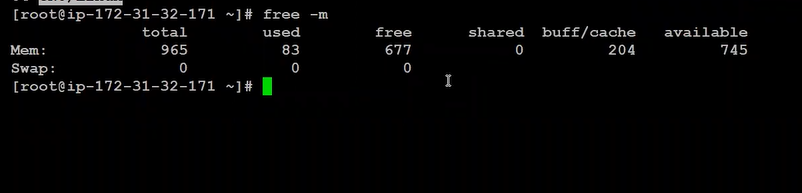 [root@ip-172-31-32-171 ~]# free -m
total used free shared buff/cache available
Mem: 965 83 677 0 204 745
Swap: 0 0 0
[root@ip-172-31-32-171 ~]#